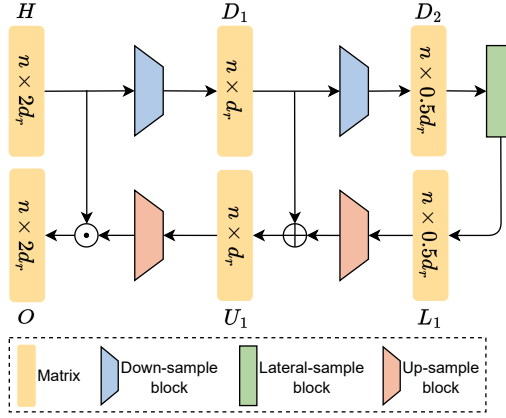 H D₁ D₂
n × 2dᵣ
n × dᵣ
n × 0.5dᵣ
n × 2dᵣ
n × dᵣ
n × 0.5dᵣ
O U₁ L₁
Matrix
Down-sample
block
Lateral-sample
block
Up-sample
block